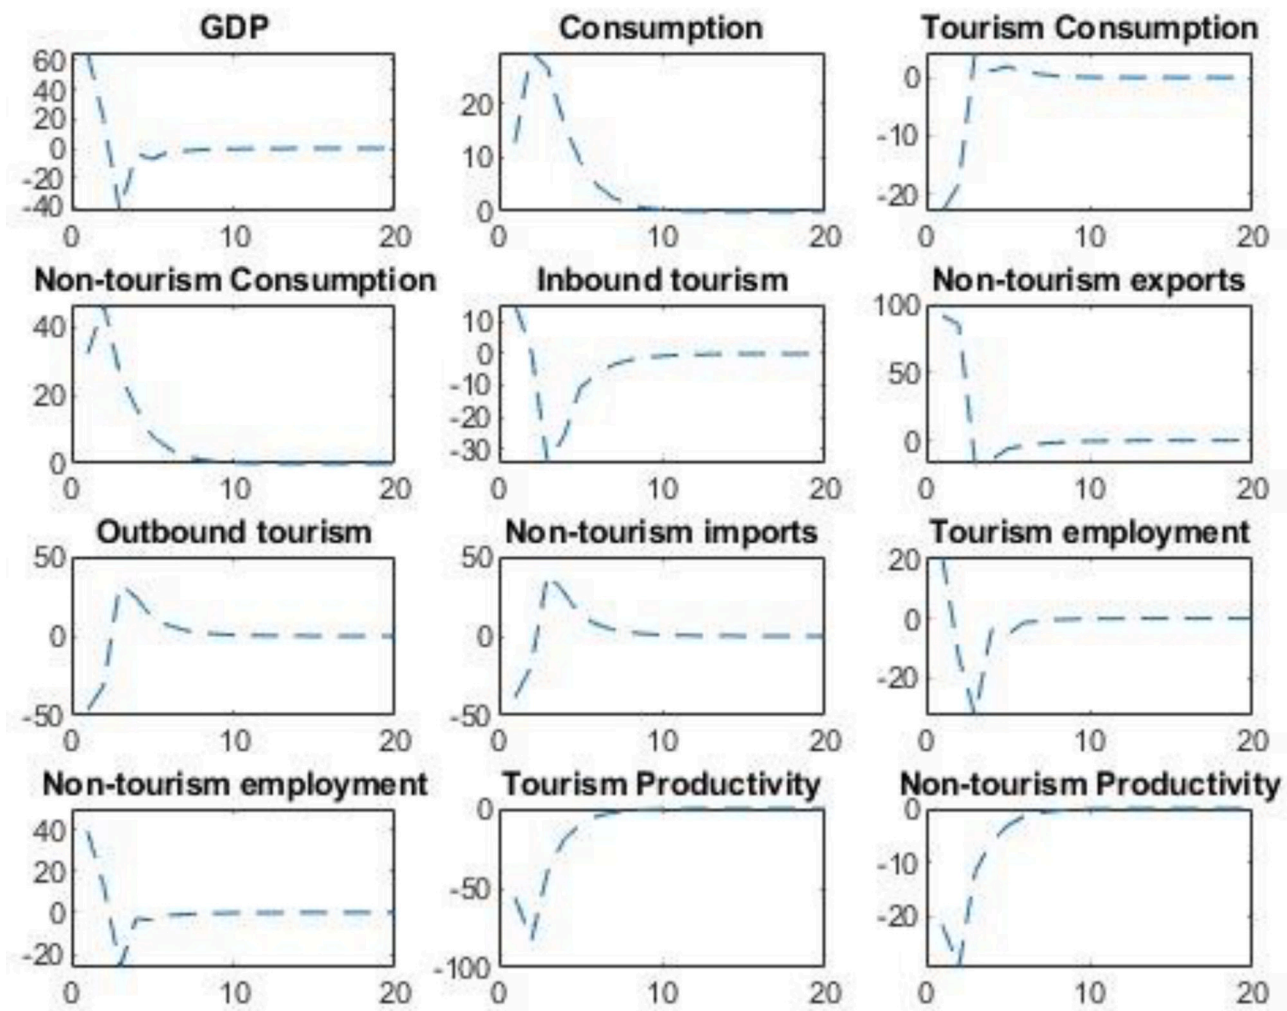 GDP
60
40
20
0
-20
-40
0 10 20
Consumption
20
10
0
0 10 20
Tourism Consumption
0
-10
-20
0 10 20
Non-tourism Consumption
40
20
0
0 10 20
Inbound tourism
10
0
-10
-20
-30
0 10 20
Non-tourism exports
100
50
0
0 10 20
Outbound tourism
50
0
-50
0 10 20
Non-tourism imports
50
0
-50
0 10 20
Tourism employment
20
0
-20
0 10 20
Non-tourism employment
40
20
0
-20
0 10 20
Tourism Productivity
0
-50
-100
0 10 20
Non-tourism Productivity
0
-10
-20
0 10 20